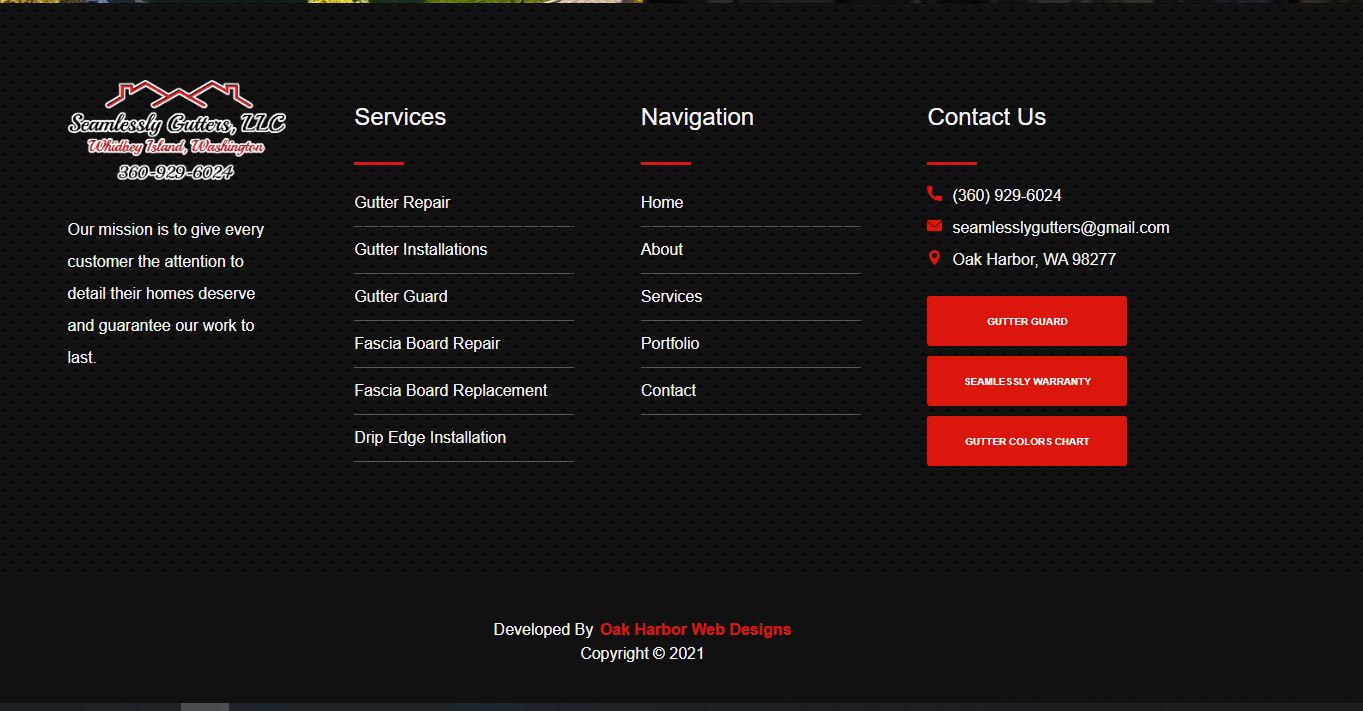 Seamlessly Gutters, LLC
Whidbey Island, Washington
360-929-6024
Our mission is to give every
customer the attention to
detail their homes deserve
and guarantee our work to
last.
Services
Gutter Repair
Gutter Installations
Gutter Guard
Fascia Board Repair
Fascia Board Replacement
Drip Edge Installation
Navigation
Home
About
Services
Portfolio
Contact
Contact Us
(360) 929-6024
seamlesslygutters@gmail.com
Oak Harbor, WA 98277
GUTTER GUARD
SEAMLESSLY WARRANTY
GUTTER COLORS CHART
Developed By Oak Harbor Web Designs
Copyright © 2021